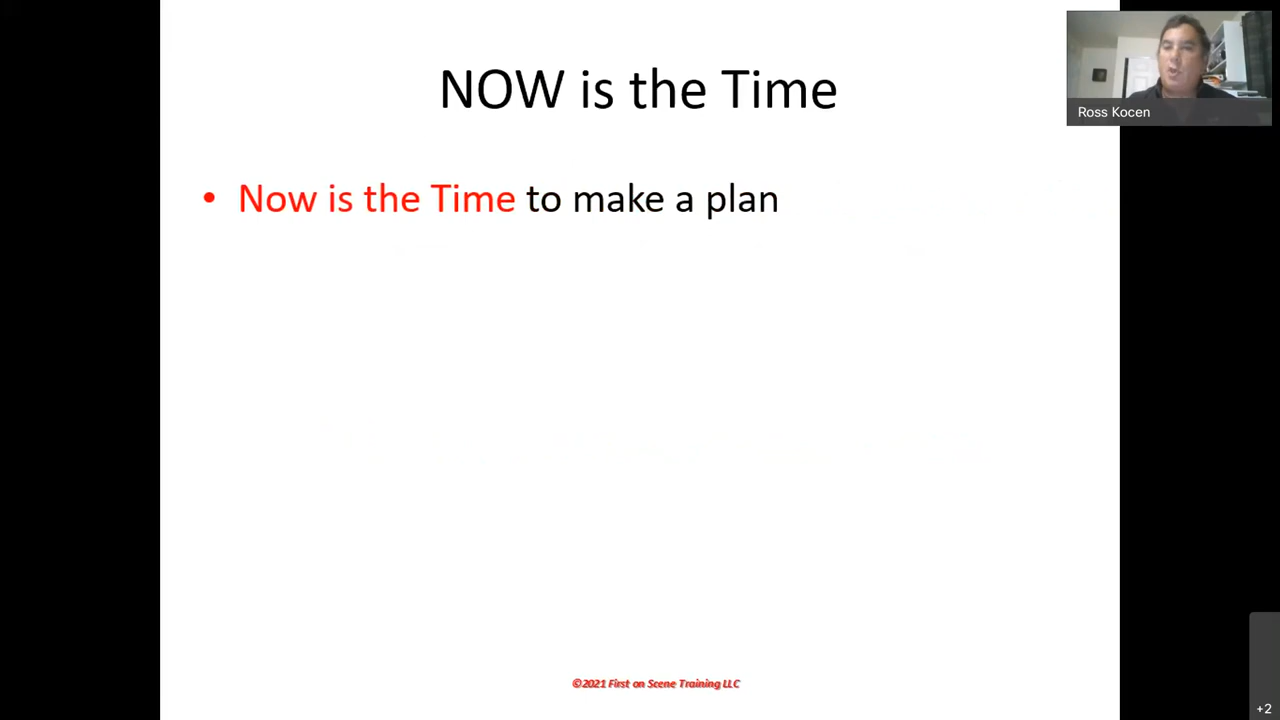 NOW is the Time
Ross Kocen
• Now is the Time to make a plan
©2021 First on Scene Training LLC
+2